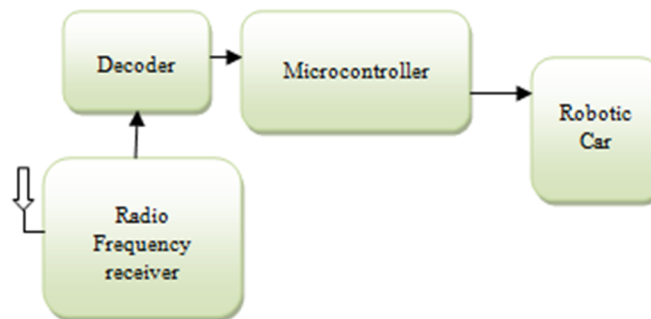 Decoder
Microcontroller
Robotic
Car
Radio
Frequency
receiver